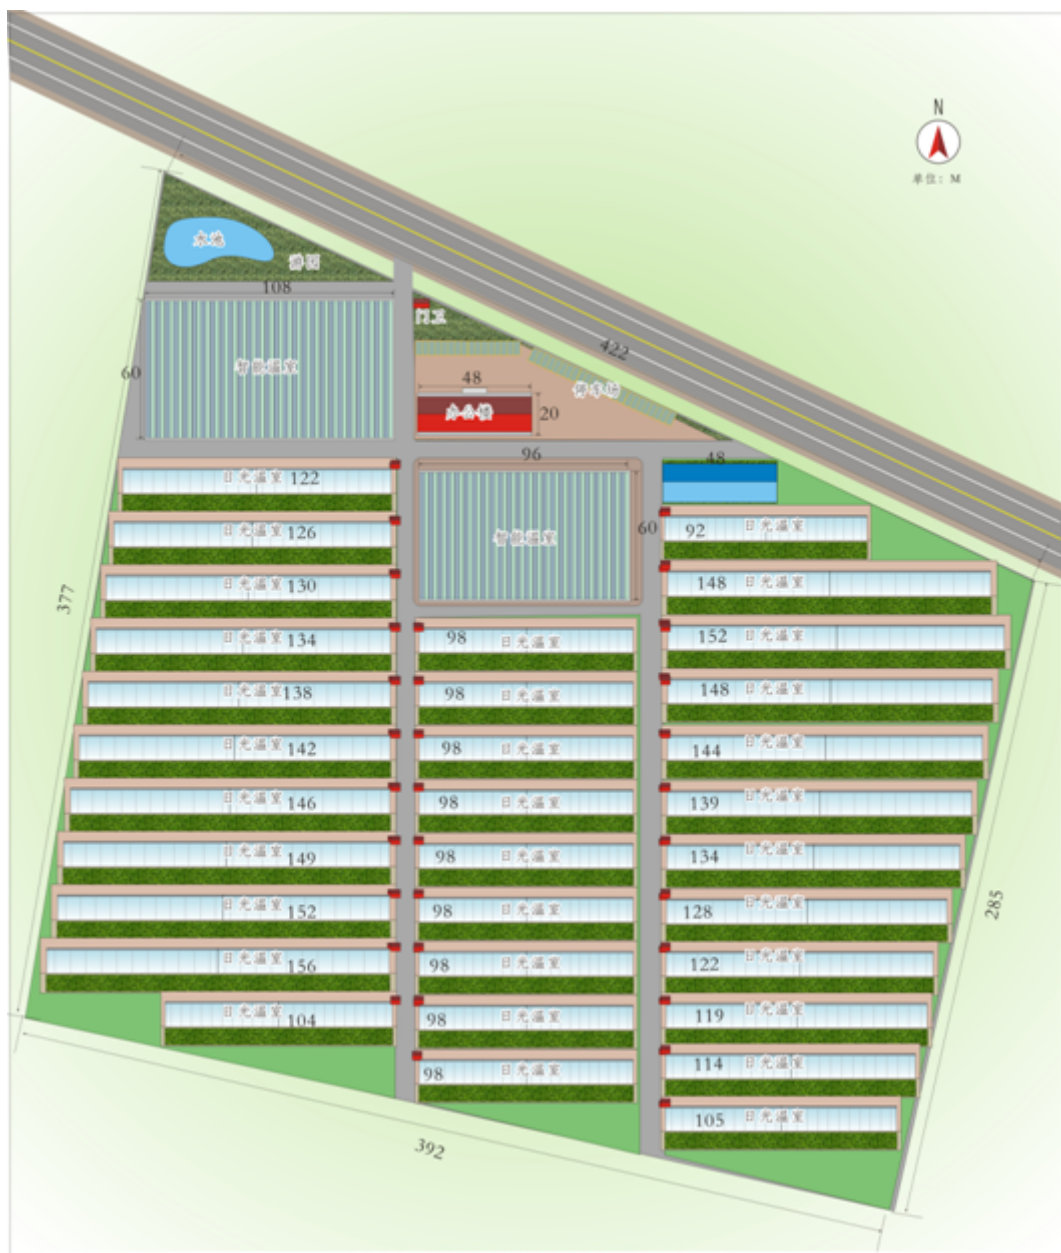 N
单位：M
水池
游园
108
门卫
422
60
智能温室
48
停车场
办公楼
20
96
48
日光温室 122
智能温室
60
92 日光温室
日光温室 126
日光温室 130
148 日光温室
377
日光温室 134
98 日光温室
152 日光温室
日光温室 138
98 日光温室
148 日光温室
日光温室 142
98 日光温室
144 日光温室
日光温室 146
98 日光温室
139 日光温室
日光温室 149
98 日光温室
134 日光温室
日光温室 152
98 日光温室
128 日光温室
285
日光温室 156
98 日光温室
122 日光温室
日光温室 104
98 日光温室
119 日光温室
98 日光温室
114 日光温室
105 日光温室
392